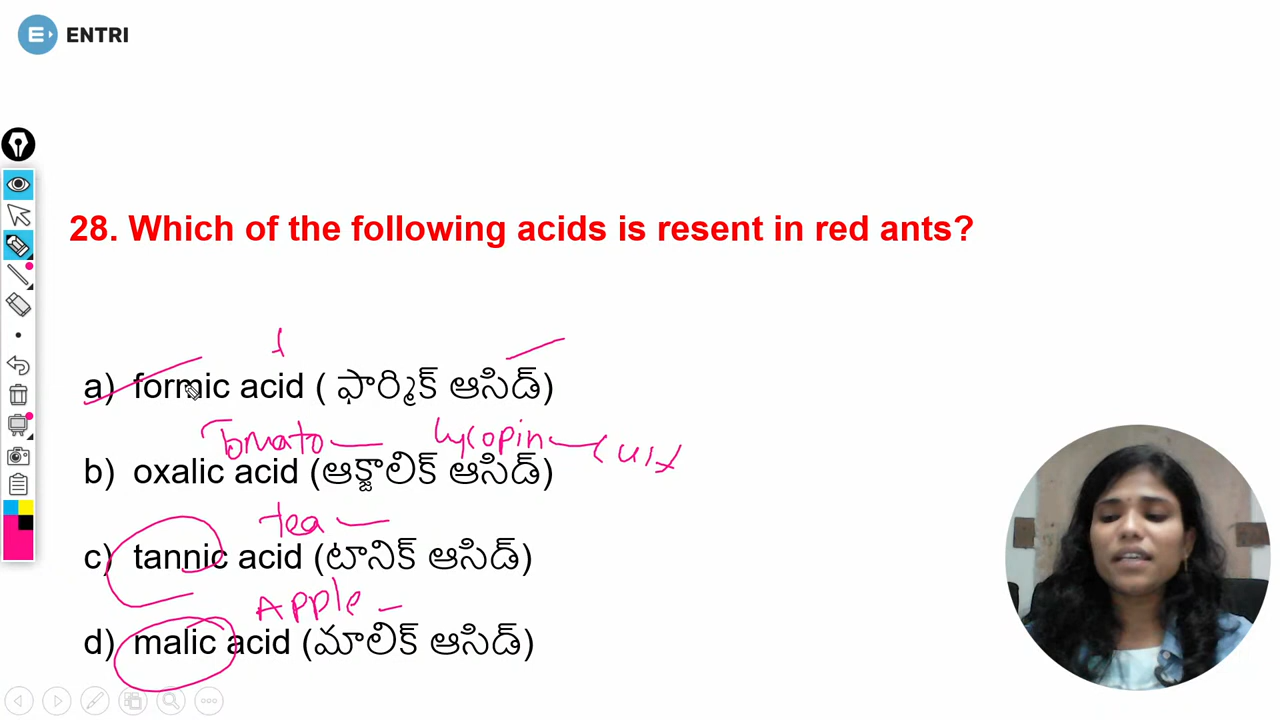 ENTRI
28. Which of the following acids is resent in red ants?
a) formic acid ( ఫార్మిక్ ఆసిడ్)
Tomato — Lycopin —
b) oxalic acid (ఆక్జాలిక్ ఆసిడ్)
tea —
c) tannic acid (టానిక్ ఆసిడ్)
Apple —
d) malic acid (మాలిక్ ఆసిడ్)